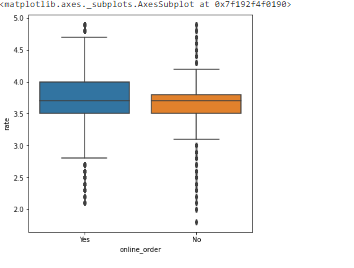 <matplotlib.axes._subplots.AxesSubplot at 0x7f192f4f0190>
5.0
4.5
4.0
3.5
3.0
2.5
2.0
rate
Yes
No
online_order